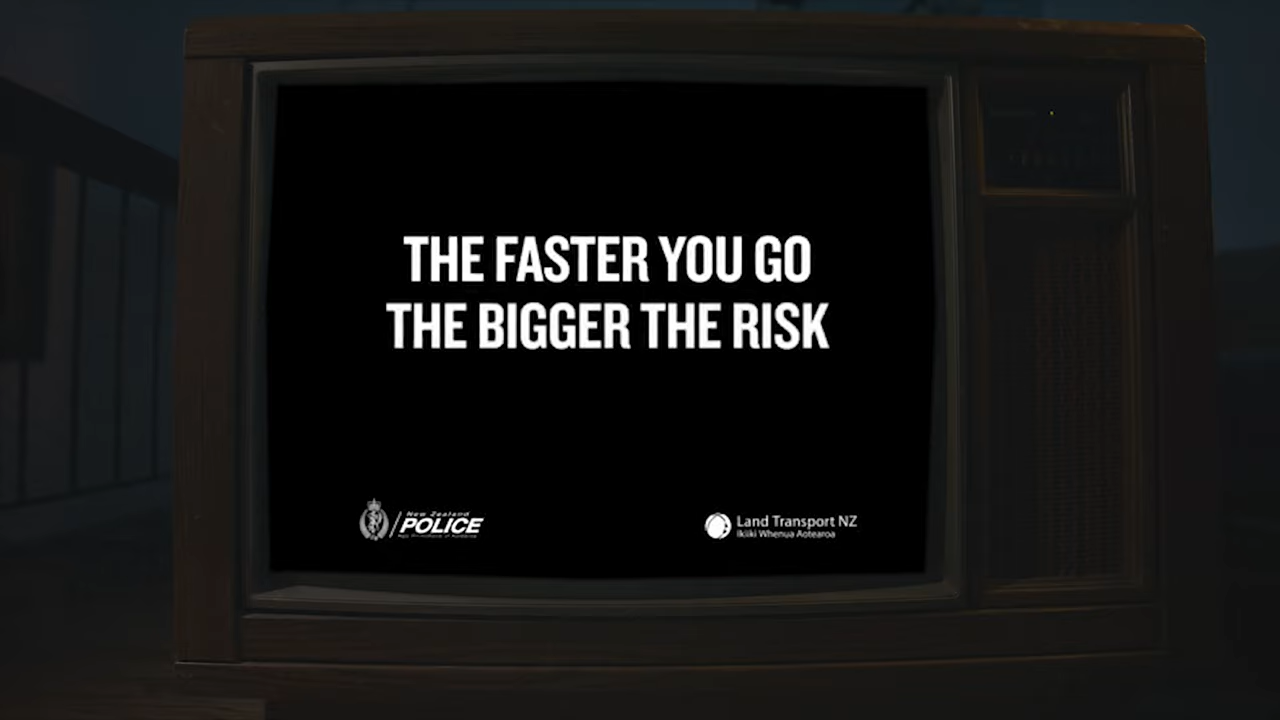 THE FASTER YOU GO
THE BIGGER THE RISK
New Zealand
POLICE
Land Transport NZ
Ikiiki Whenua Aotearoa